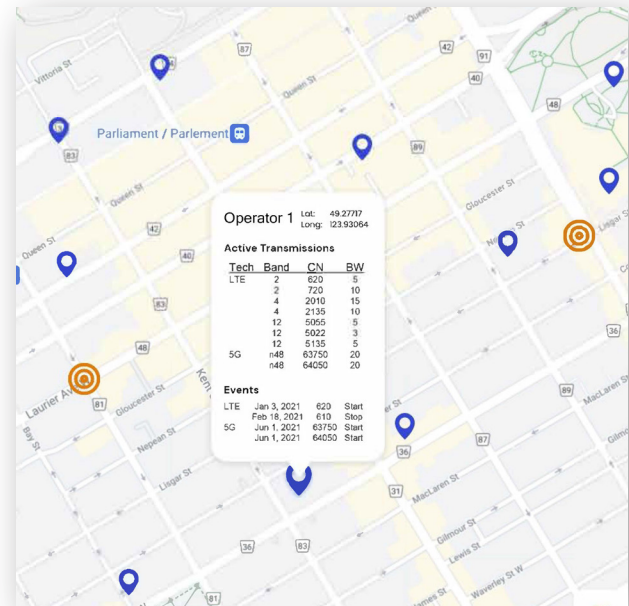 Queen
87
42
91
40
Vittoria St
Queen St
48
Parliament / Parlement
89
83
Gloucester St
Queen St
42
Operator 1 Lat: 49.27717
Long: 123.93064
Lisgar S
Queen St
40
Active Transmissions
Tech Band CN BW
LTE 2 620 5
2 720 10
4 2010 15
83
4 2135 10
12 5055 5
12 5022 3
36
12 5135 5
48
5G n48 63750 20
n48 64050 20
Events
89
MacLaren St
LTE Jan 3, 2021 620 Start
Feb 18, 2021 610 Stop
5G Jun 1, 2021 63750 Start
Jun 1, 2021 64050 Start
Laurier Av
81
Gloucester St
Bay St
Nepean St
87
36
Lisgar St
31
MacLaren St
Gilmour St
36
83
Lewis St
Waverley St W
81